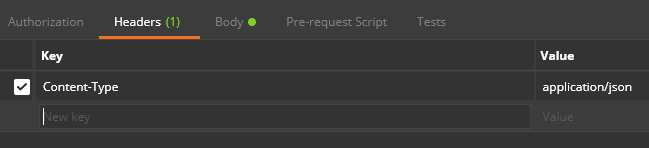 Authorization Headers (1) Body Pre-request Script Tests
Key Value
Content-Type application/json
New key Value